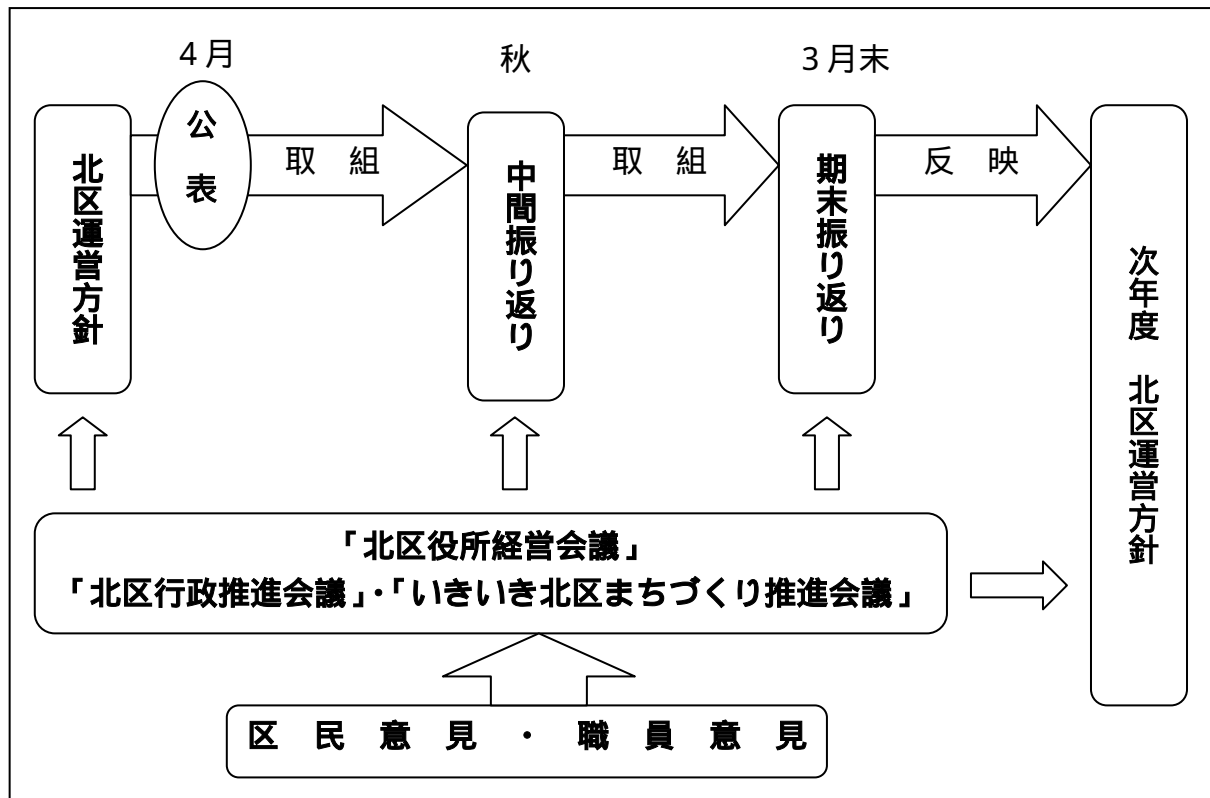 4月
秋
3月末
北区運営方針
公表
取 組
中間振り返り
取 組
期末振り返り
反 映
次年度 北区運営方針
「北区役所経営会議」
「北区行政推進会議」・「いきいき北区まちづくり推進会議」
区 民 意 見 ・ 職 員 意 見